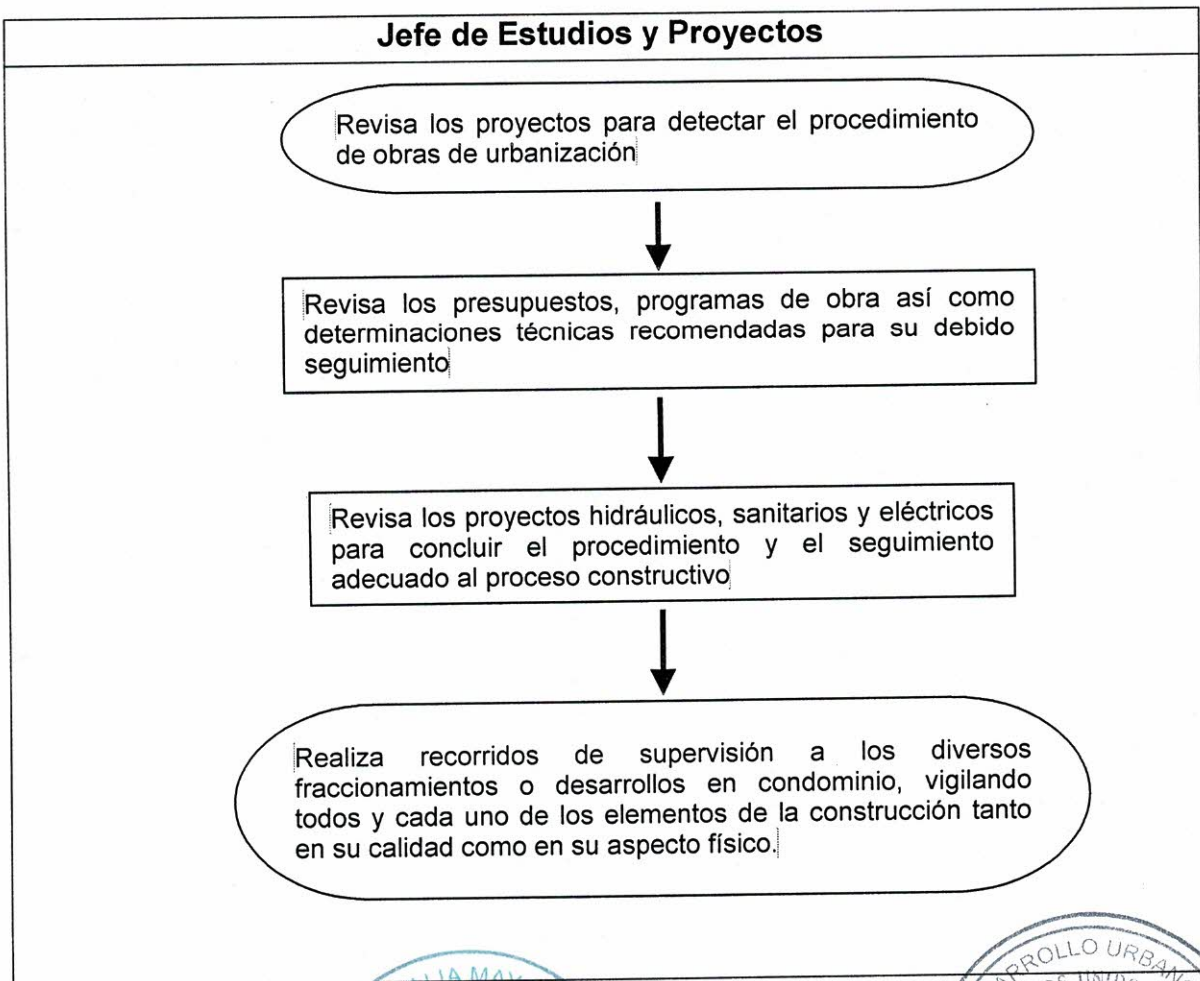 Jefe de Estudios y Proyectos
Revisa los proyectos para detectar el procedimiento
de obras de urbanización
Revisa los presupuestos, programas de obra así como
determinaciones técnicas recomendadas para su debido
seguimiento
Revisa los proyectos hidráulicos, sanitarios y eléctricos
para concluir el procedimiento y el seguimiento
adecuado al proceso constructivo
Realiza recorridos de supervisión a los diversos
fraccionamientos o desarrollos en condominio, vigilando
todos y cada uno de los elementos de la construcción tanto
en su calidad como en su aspecto físico.